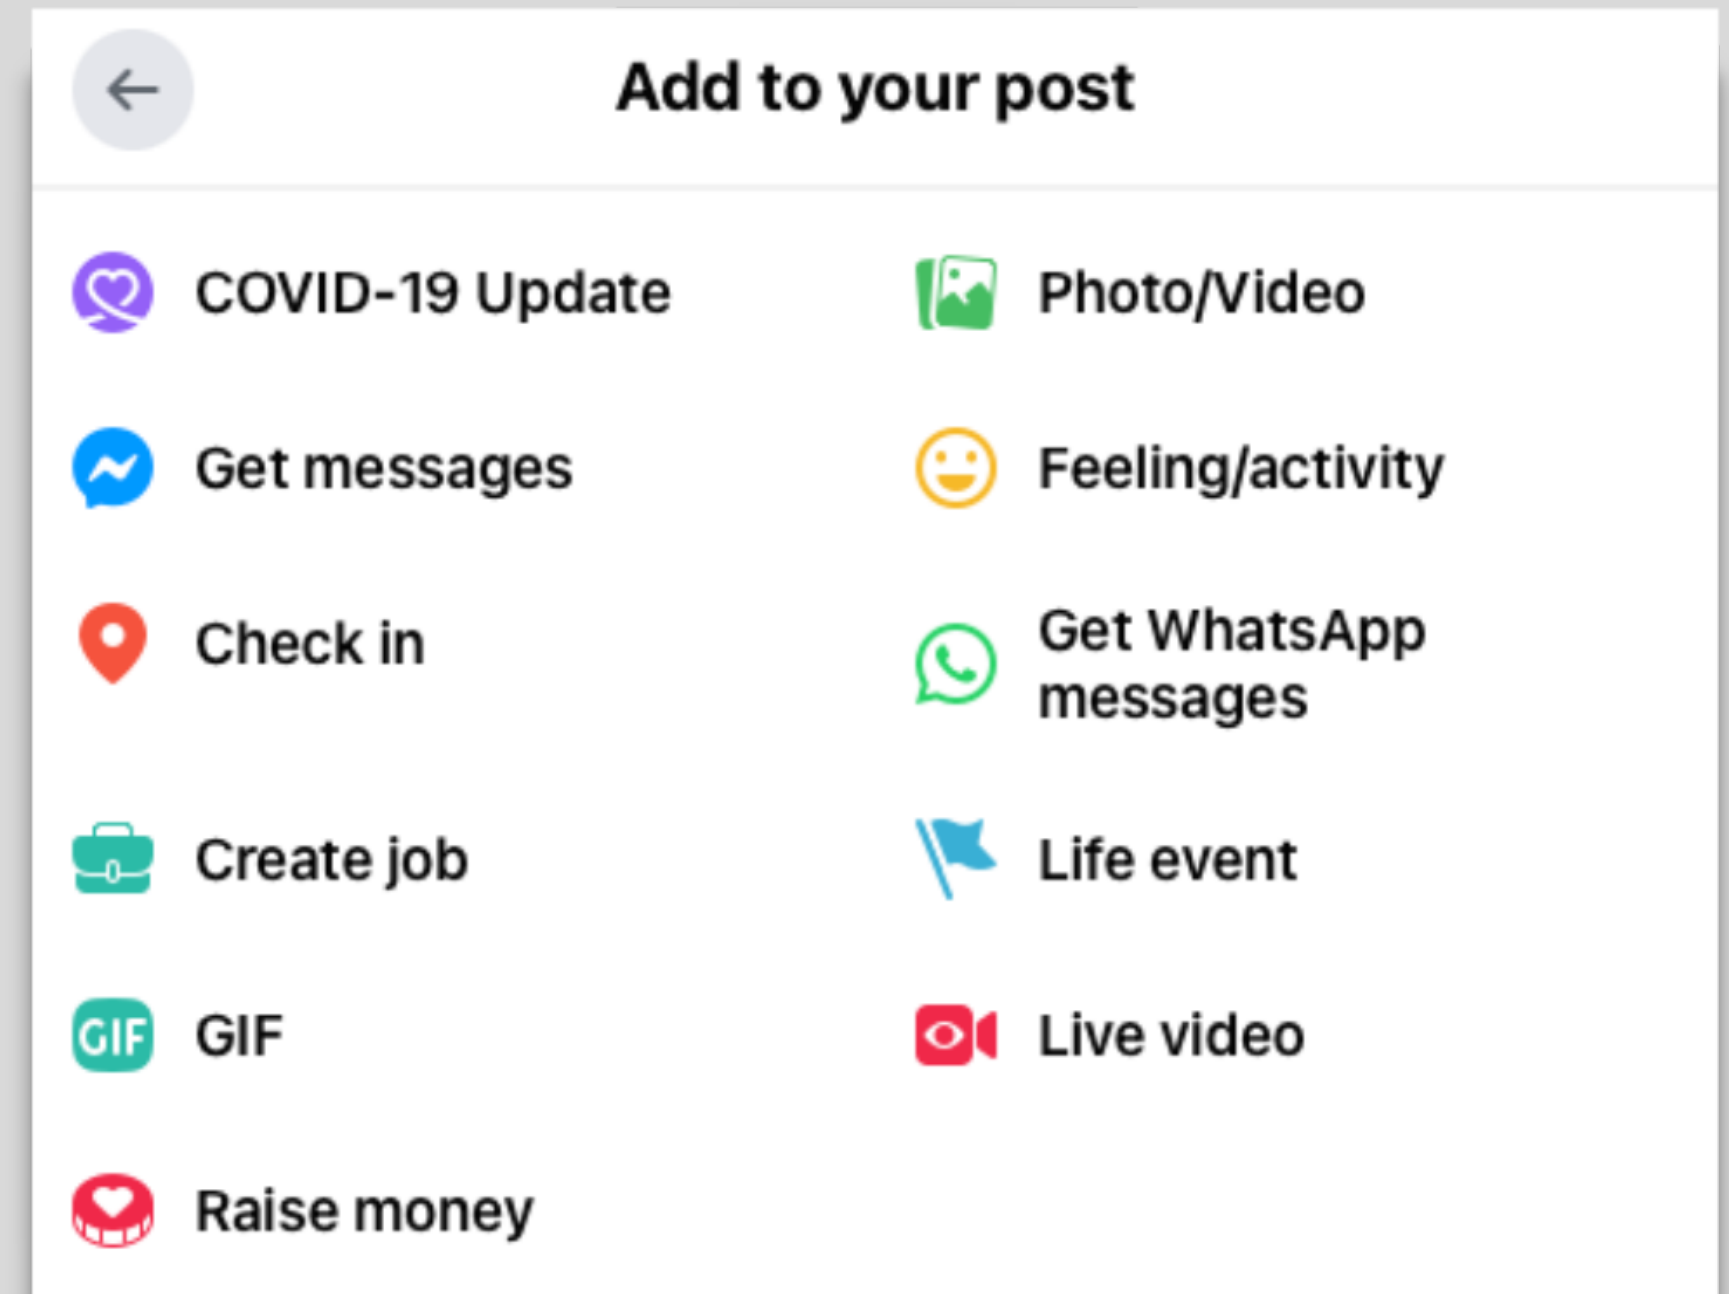 Add to your post
COVID-19 Update
Photo/Video
Get messages
Feeling/activity
Check in
Get WhatsApp
messages
Create job
Life event
GIF GIF
Live video
Raise money